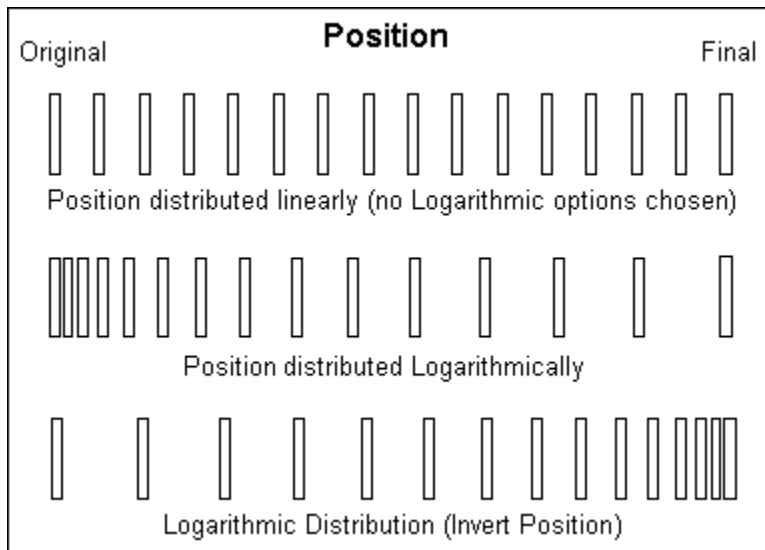 Position
Original
Final
Position distributed linearly (no Logarithmic options chosen)
Position distributed Logarithmically
Logarithmic Distribution (Invert Position)